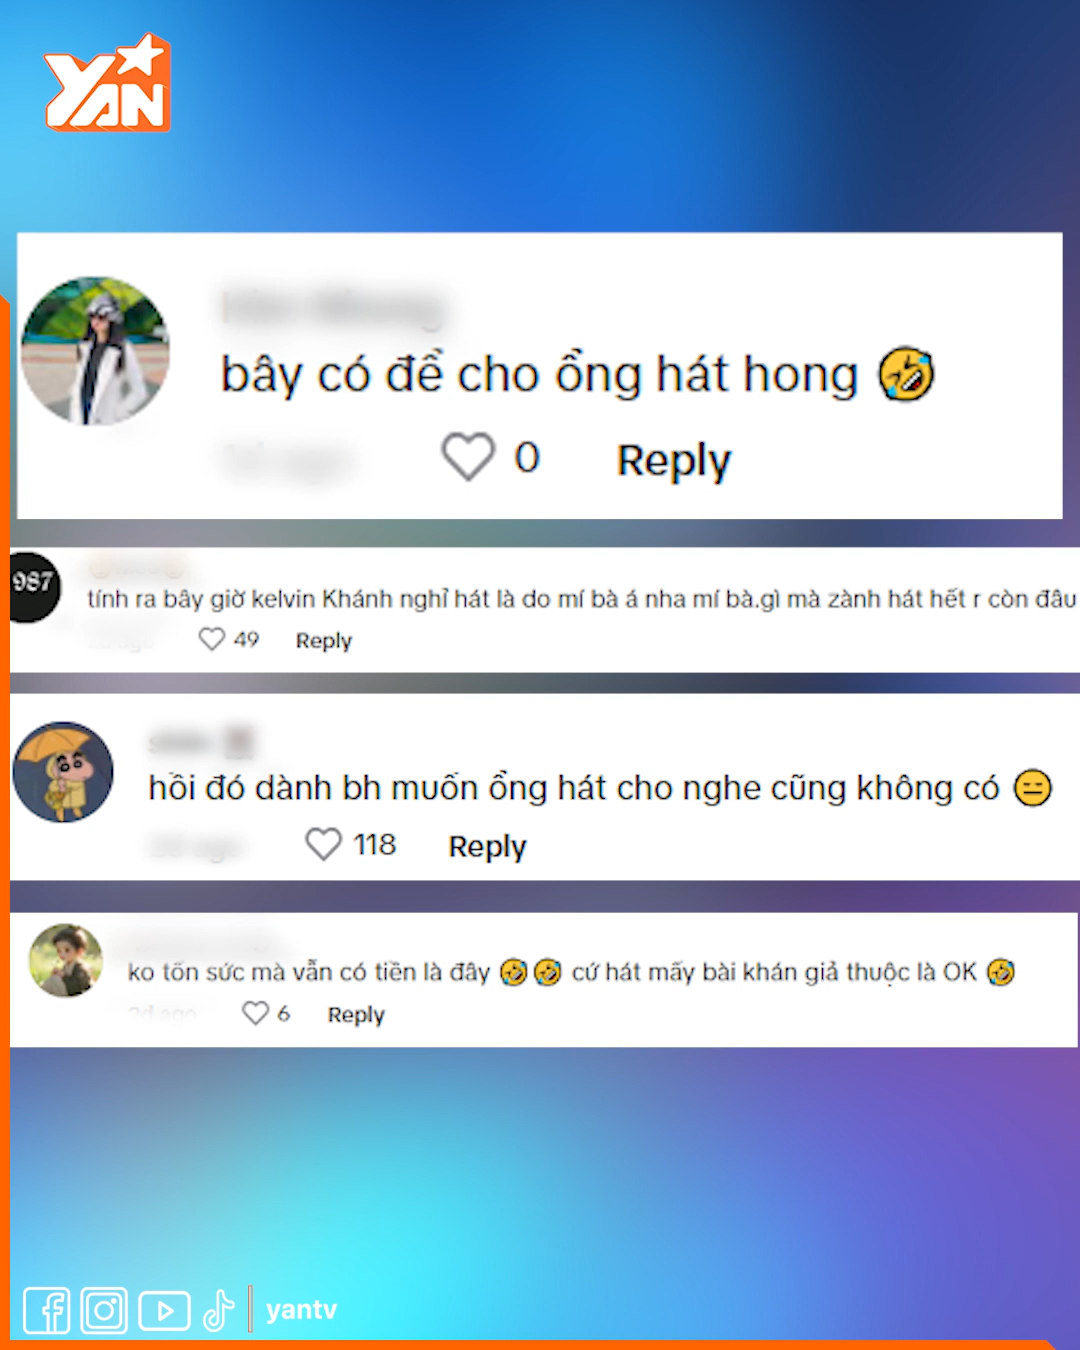 YAN
bây có để cho ổng hát hong 🤣
0 Reply
987
tính ra bây giờ kelvin Khánh nghỉ hát là do mí bà á nha mí bà.gì mà zành hát hết r còn đâu
49 Reply
hồi đó dành bh muốn ổng hát cho nghe cũng không có 😑
118 Reply
ko tốn sức mà vẫn có tiền là đây 🤣🤣 cứ hát mấy bài khán giả thuộc là OK 🤣
2d ago 6 Reply
yantv